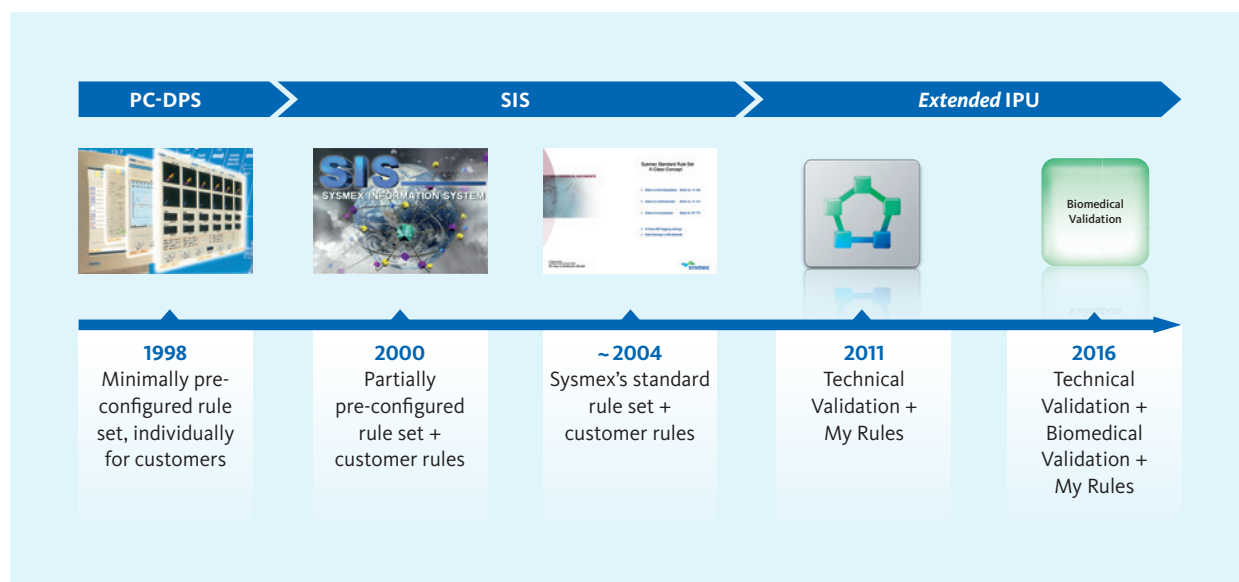 PC-DPS
SIS
Extended IPU
SIS
SYSMEX INFORMATION SYSTEM
Sysmex Standard Rule Set
sysmex
Biomedical
Validation
1998
Minimally pre-
configured rule
set, individually
for customers
2000
Partially
pre-configured
rule set +
customer rules
~ 2004
Sysmex’s standard
rule set +
customer rules
2011
Technical
Validation +
My Rules
2016
Technical
Validation +
Biomedical
Validation +
My Rules